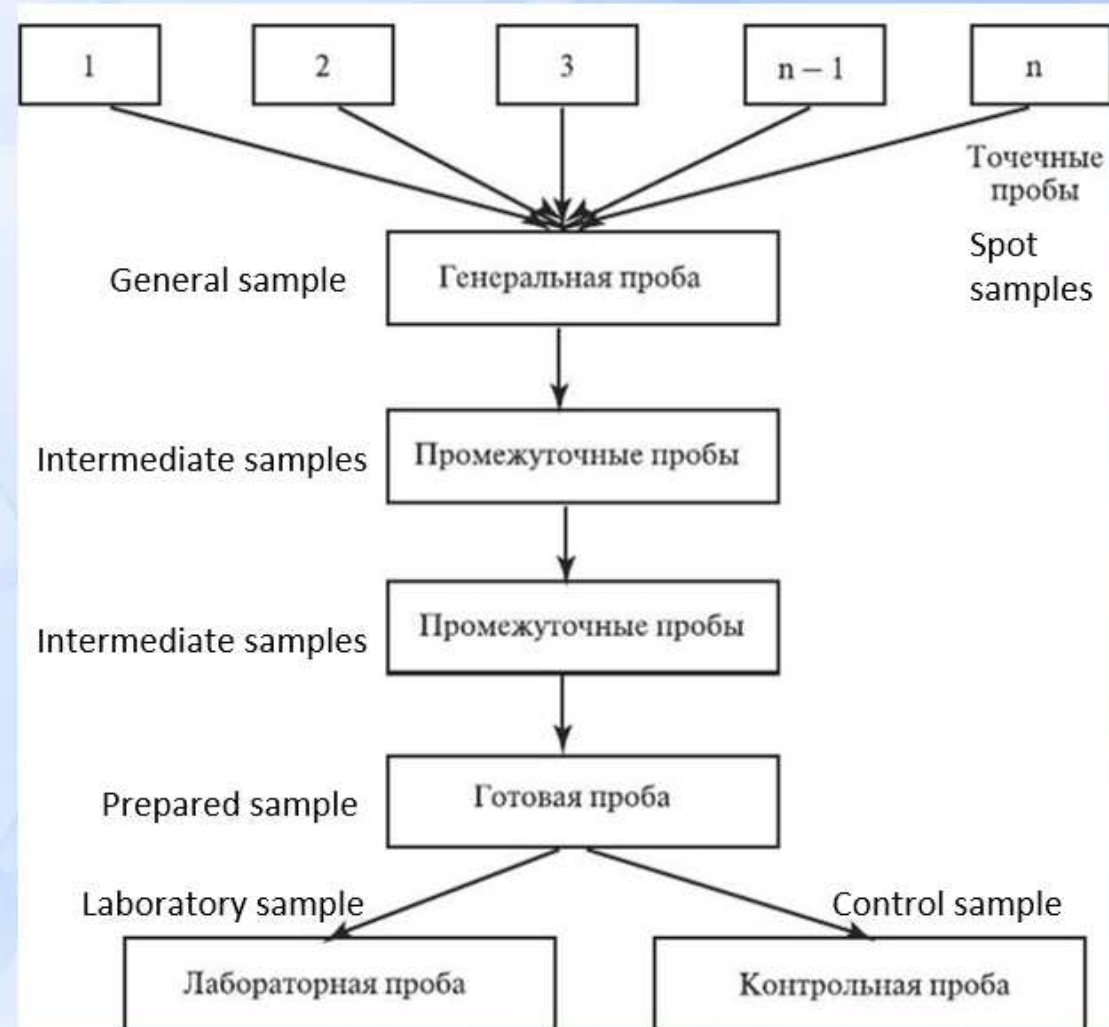 1
2
3
n – 1
n
Точечные
пробы
Spot
samples
General sample
Генеральная проба
Intermediate samples
Промежуточные пробы
Intermediate samples
Промежуточные пробы
Prepared sample
Готовая проба
Laboratory sample
Control sample
Лабораторная проба
Контрольная проба